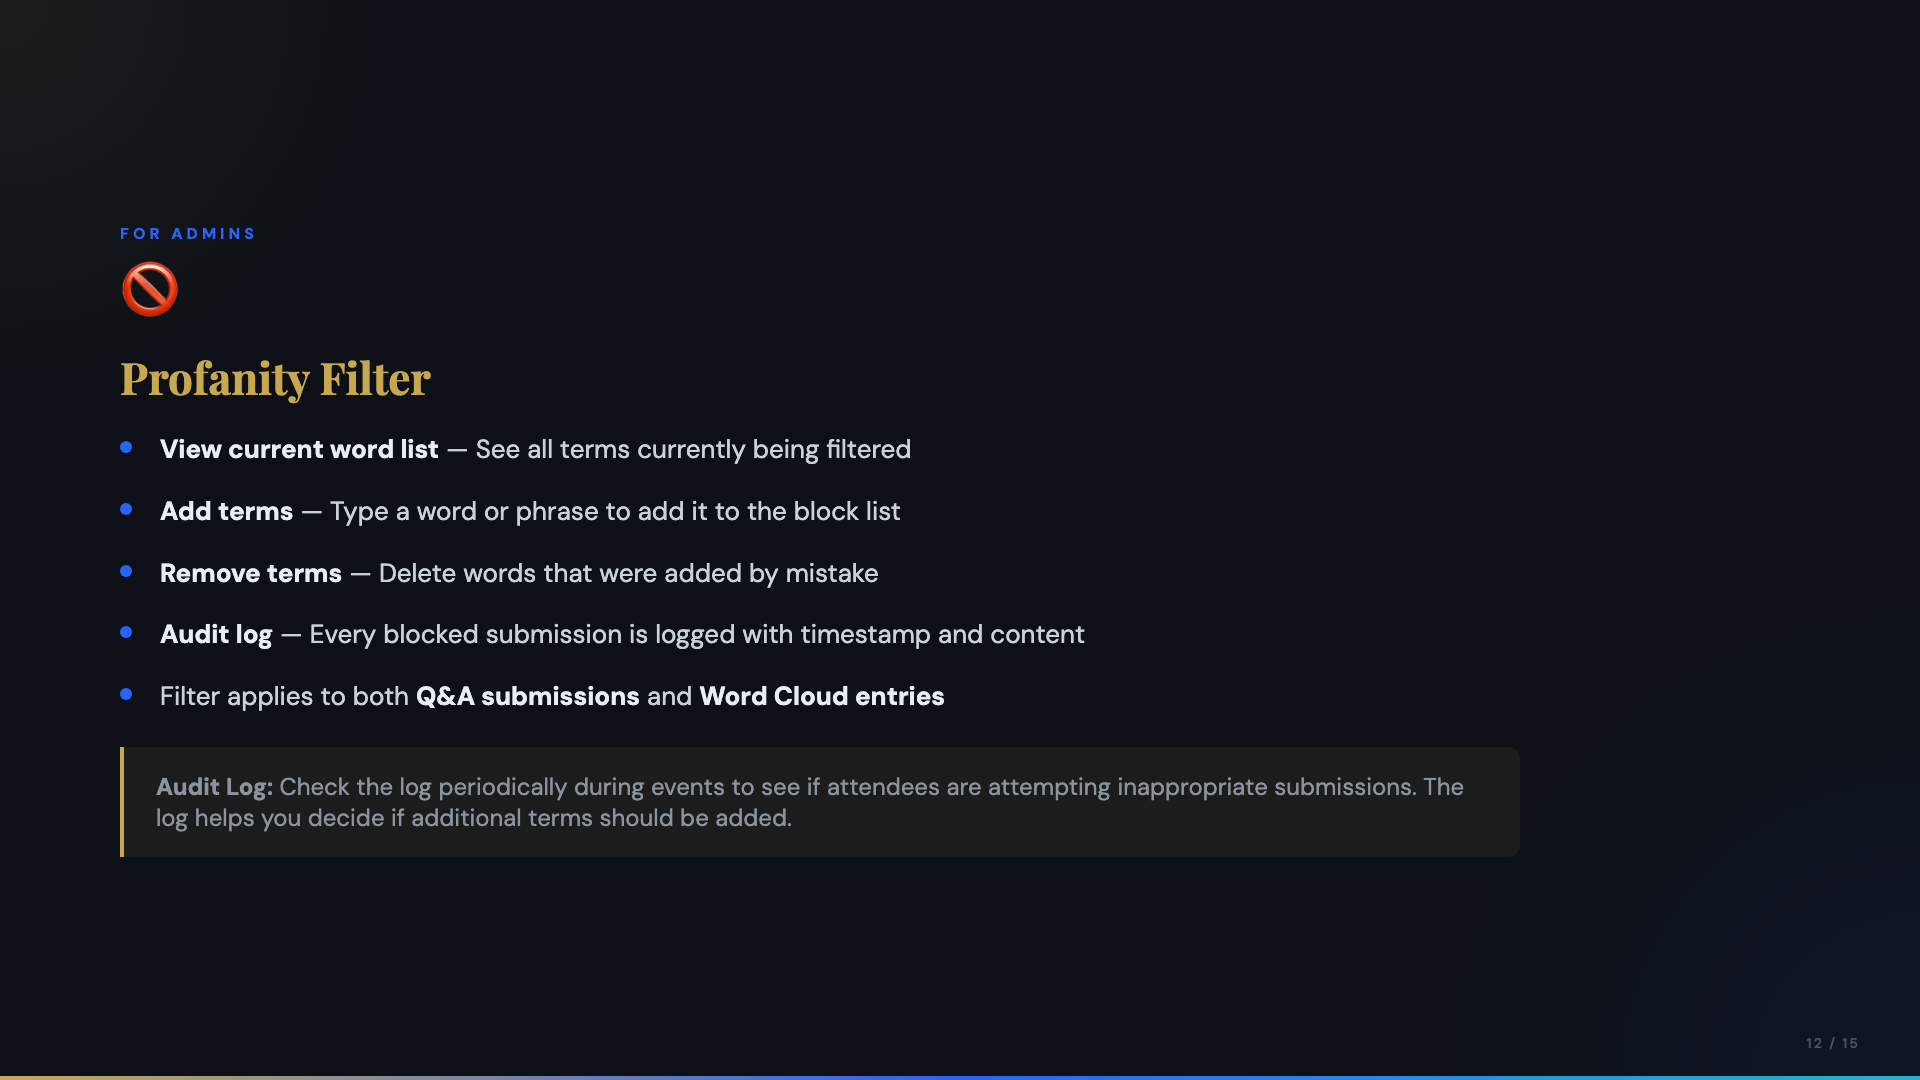 FOR ADMINS
Profanity Filter
View current word list — See all terms currently being filtered
Add terms — Type a word or phrase to add it to the block list
Remove terms — Delete words that were added by mistake
Audit log — Every blocked submission is logged with timestamp and content
Filter applies to both Q&A submissions and Word Cloud entries
Audit Log: Check the log periodically during events to see if attendees are attempting inappropriate submissions. The
log helps you decide if additional terms should be added.
12 / 15